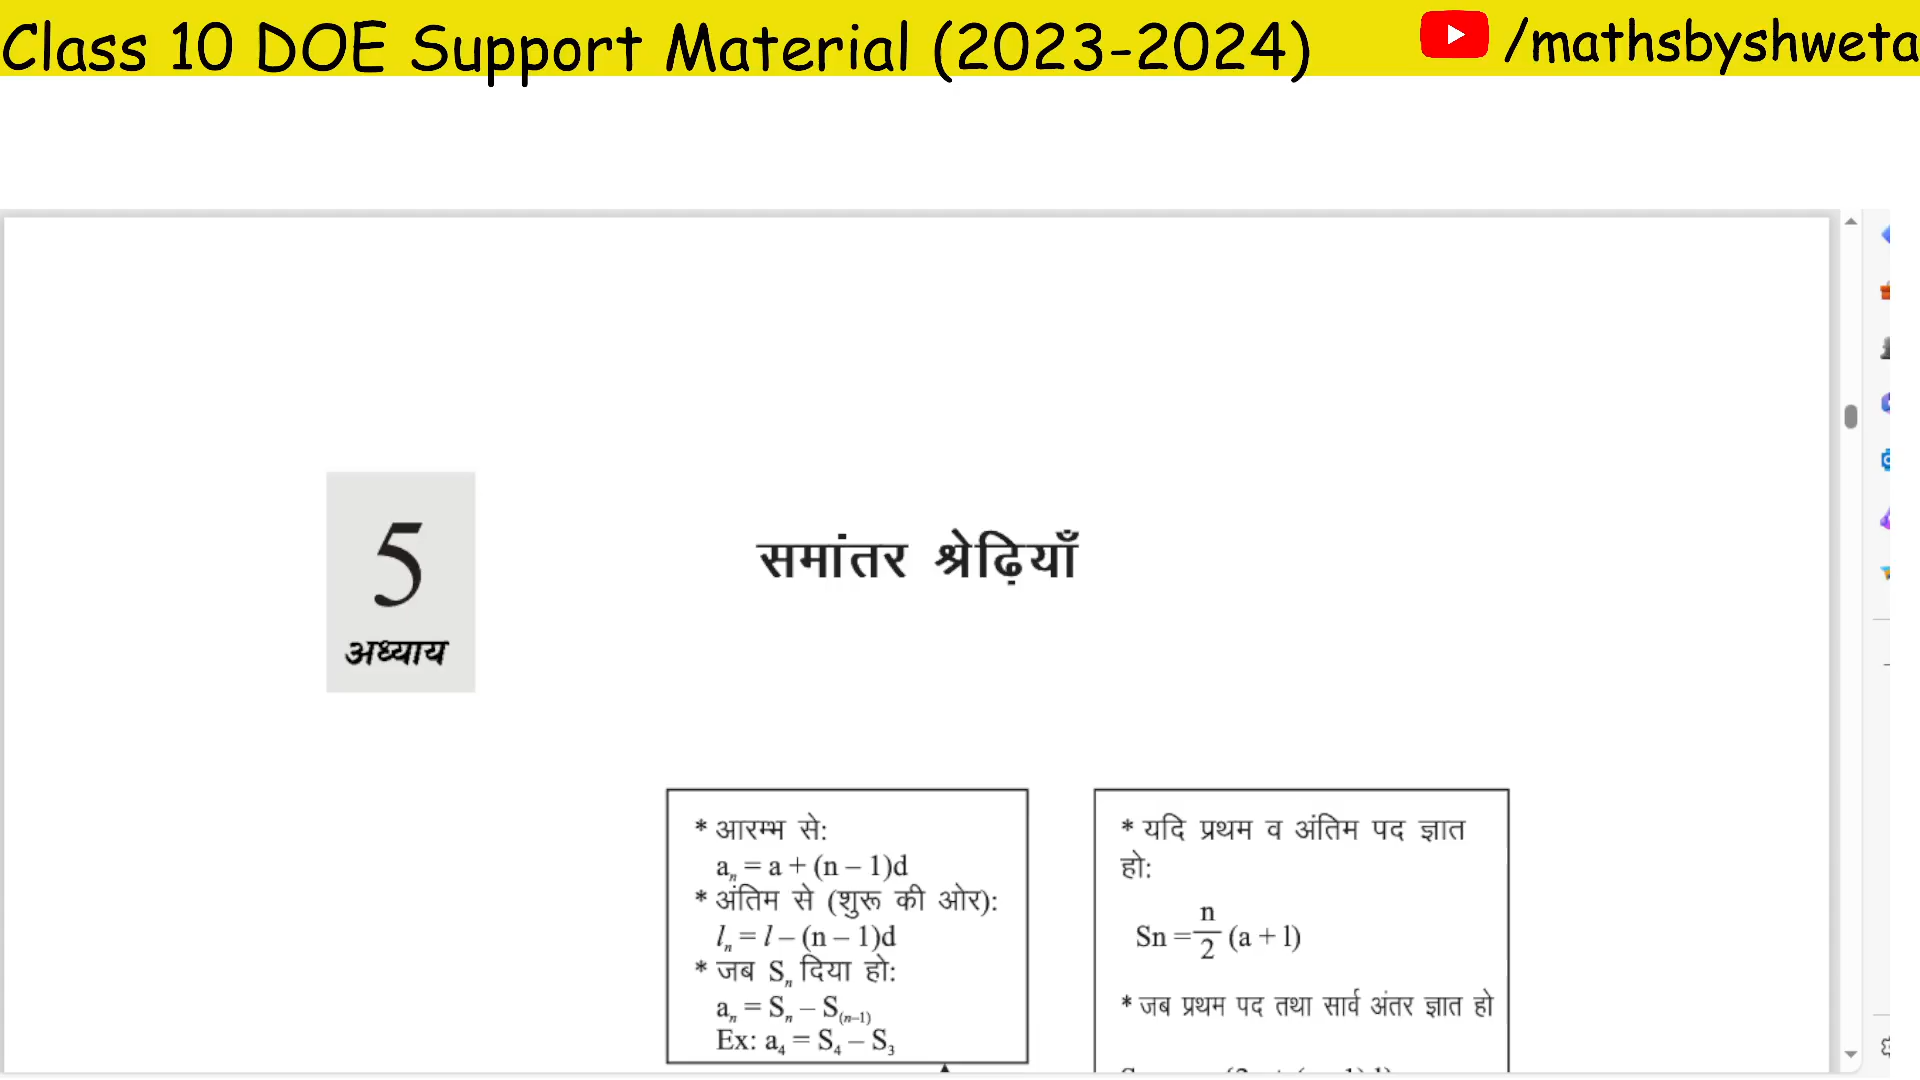 Class 10 DOE Support Material (2023-2024)
/mathsbyshweta
5
अध्याय
समांतर श्रेढ़ियाँ
* आरम्भ से:
aₙ = a + (n – 1)d
* अंतिम से (शुरू की ओर):
lₙ = l – (n – 1)d
* जब Sₙ दिया हो:
aₙ = Sₙ – S₍ₙ₋₁₎
Ex: a₄ = S₄ – S₃
* यदि प्रथम व अंतिम पद ज्ञात
हो:
Sn = n/2 (a + l)
* जब प्रथम पद तथा सार्व अंतर ज्ञात हो